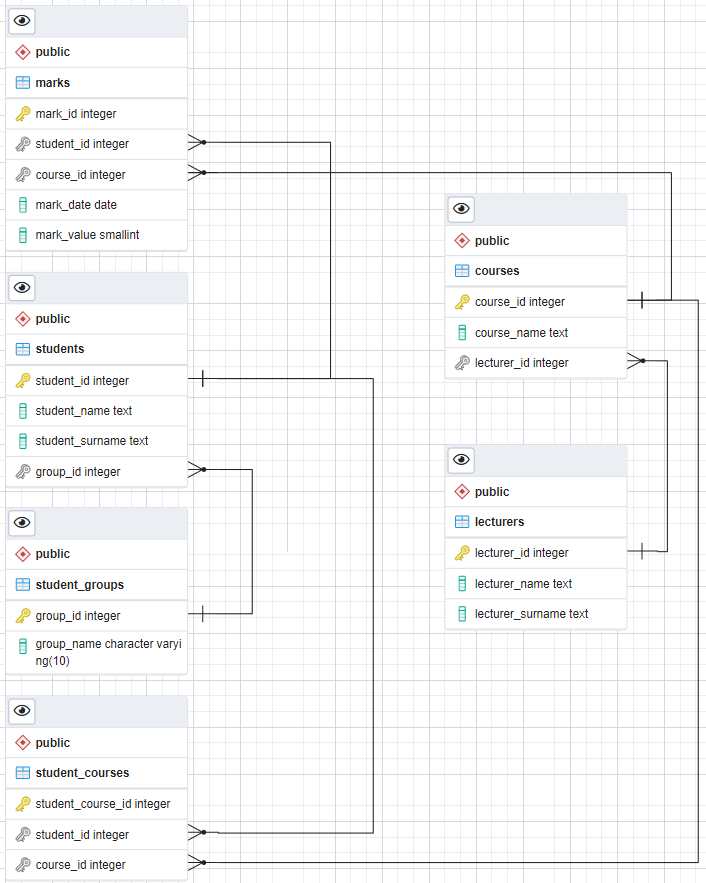 public
marks
mark_id integer
student_id integer
course_id integer
mark_date date
mark_value smallint
public
students
student_id integer
student_name text
student_surname text
group_id integer
public
student_groups
group_id integer
group_name character varyi
ng(10)
public
student_courses
student_course_id integer
student_id integer
course_id integer
public
courses
course_id integer
course_name text
lecturer_id integer
public
lecturers
lecturer_id integer
lecturer_name text
lecturer_surname text